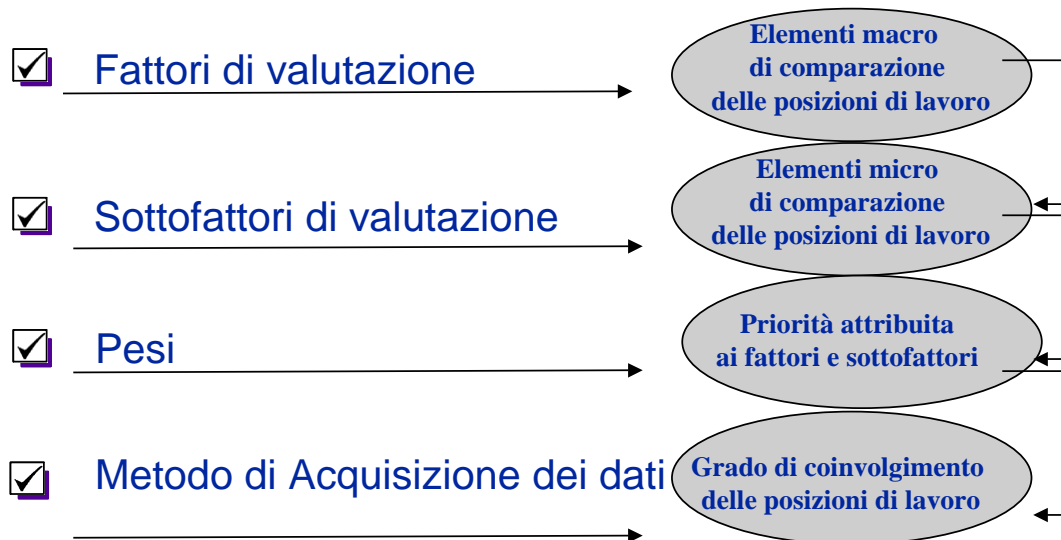 Fattori di valutazione
Elementi macro
di comparazione
delle posizioni di lavoro
Sottofattori di valutazione
Elementi micro
di comparazione
delle posizioni di lavoro
Pesi
Priorità attribuita
ai fattori e sottofattori
Metodo di Acquisizione dei dati
Grado di coinvolgimento
delle posizioni di lavoro